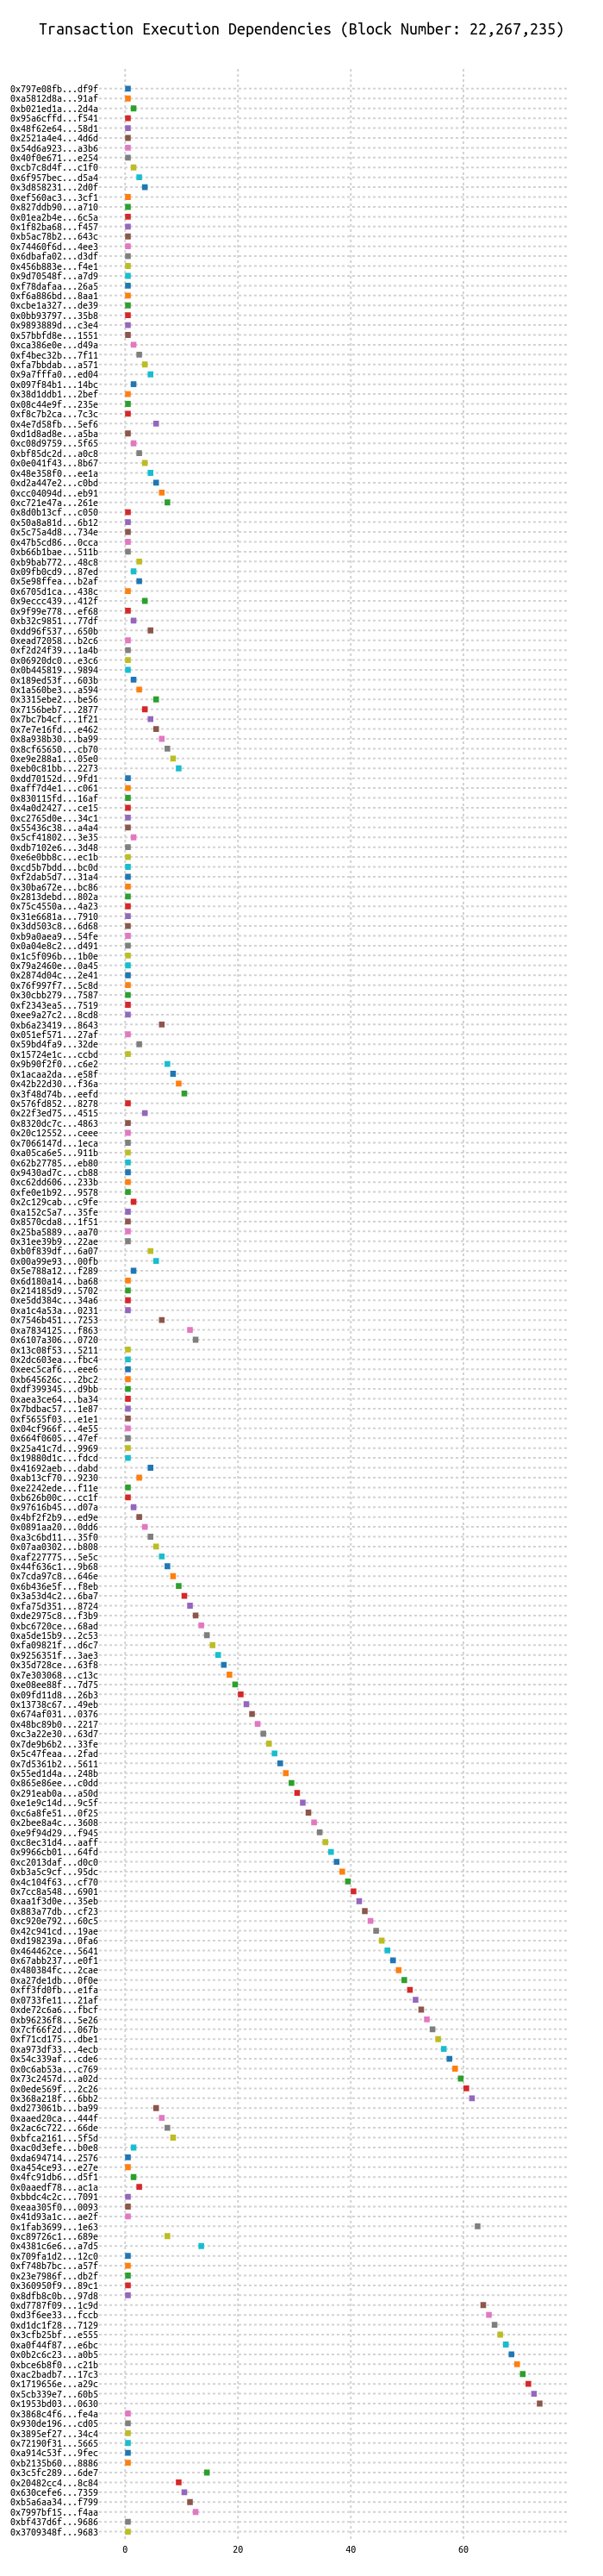 Transaction Execution Dependencies (Block Number: 22,267,235)
0x797e08fb...df9f
0xa5812d8a...91af
0xb021ed1a...2d4a
0x95a6cffd...f541
0x48f62e64...58d1
0x2521a4e4...4d6d
0x54d6a923...a3b6
0x40f0e671...e254
0xcb7c8d4f...c1f0
0x6f957bec...d5a4
0x3d858231...2d0f
0xef560ac3...3cf1
0x827ddb90...a710
0x01ea2b4e...6c5a
0x1f82ba68...f457
0xb5ac78b2...643c
0x74460f6d...4ee3
0x6dbafa02...d3df
0x456b883e...f4e1
0x9d70548f...a7d9
0xf78dafaa...26a5
0xf6a886bd...8aa1
0xcbe1a327...de39
0x0bb93797...35b8
0x9893889d...c3e4
0x57bbfd8e...1551
0xca386e0e...d49a
0xf4bec32b...7f11
0xfa7bbdab...a571
0x9a7fffa0...ed04
0x097f84b1...14bc
0x38d1ddb1...2bef
0x08c44e9f...235e
0xf8c7b2ca...7c3c
0x4e7d58fb...5ef6
0xd1d8ad8e...a5ba
0xc08d9759...5f65
0xbf85dc2d...a0c8
0x0e041f43...8b67
0x48e358f0...ee1a
0xd2a447e2...c0bd
0xcc04094d...eb91
0xc721e47a...261e
0x8d0b13cf...c050
0x50a8a81d...6b12
0x5c75a4d8...734e
0x47b5cd86...0cca
0xb66b1bae...511b
0xb9bab772...48c8
0x09fb0cd9...87ed
0x5e98ffea...b2af
0x6705d1ca...438c
0x9eccc439...412f
0x9f99e778...ef68
0xb32c9851...77df
0xdd96f537...650b
0xead72058...b2c6
0xf2d24f39...1a4b
0x06920dc0...e3c6
0x0b445819...9894
0x189ed53f...603b
0x1a560be3...a594
0x3315ebe2...be56
0x7156beb7...2877
0x7bc7b4cf...1f21
0x7e7e16fd...e462
0x8a938b30...ba99
0x8cf65650...cb70
0xe9e288a1...05e0
0xeb0c81bb...2273
0xdd70152d...9fd1
0xaff7d4e1...c061
0x830115fd...16af
0x4a0d2427...ce15
0xc2765d0e...34c1
0x55436c38...a4a4
0x5cf41802...3e35
0xdb7102e6...3d48
0xe6e0bb8c...ec1b
0xcd5b7bdd...bc0d
0xf2dab5d7...31a4
0x30ba672e...bc86
0x2813debd...802a
0x75c4550a...4a23
0x31e6681a...7910
0x3dd503c8...6d68
0xb9a0aea9...54fe
0x0a04e8c2...d491
0x1c5f096b...1b0e
0x79a2460e...0a45
0x2874d04c...2e41
0x76f997f7...5c8d
0x30cbb279...7587
0xf2343ea5...7519
0xee9a27c2...8cd8
0xb6a23419...8643
0x051ef571...27af
0x59bd4fa9...32de
0x15724e1c...ccbd
0x9b90f2f0...c6e2
0x1acaa2da...e58f
0x42b22d30...f36a
0x3f48d74b...eefd
0x576fd852...8278
0x22f3ed75...4515
0x8320dc7c...4863
0x20c12552...ceee
0x7066147d...1eca
0xa05ca6e5...911b
0x62b27785...eb80
0x9430ad7c...cb88
0xc62dd606...233b
0xfe0e1b92...9578
0x2c129cab...c9fe
0xa152c5a7...35fe
0x8570cda8...1f51
0x25ba5889...aa70
0x31ee39b9...22ae
0xb0f839df...6a07
0x00a99e93...00fb
0x5e788a12...f289
0x6d180a14...ba68
0x214185d9...5702
0xe5dd384c...34a6
0xa1c4a53a...0231
0x7546b451...7253
0xa7834125...f863
0x6107a306...0720
0x13c08f53...5211
0x2dc603ea...fbc4
0xeec5caf6...eee6
0xb645626c...2bc2
0xdf399345...d9bb
0xaea3ce64...ba34
0x7bdbac57...1e87
0xf5655f03...e1e1
0x04cf966f...4e55
0x664f0605...47ef
0x25a41c7d...9969
0x19880d1c...fdcd
0x41692aeb...dabd
0xab13cf70...9230
0xe2242ede...f11e
0xb626b00c...cc1f
0x97616b45...d07a
0x4bf2f2b9...ed9e
0x0891aa20...0dd6
0xa3c6bd11...35f0
0x07aa0302...b808
0xaf227775...5e5c
0x44f636c1...9b68
0x7cda97c8...646e
0x6b436e5f...f8eb
0x3a53d4c2...6ba7
0xfa75d351...8724
0xde2975c8...f3b9
0xbc6720ce...68ad
0xa5de15b9...2c53
0xfa09821f...d6c7
0x9256351f...3ae3
0x35d728ce...63f8
0x7e303068...c13c
0xe08ee88f...7d75
0x09fd11d8...26b3
0x13738c67...49eb
0x674af031...0376
0x48bc89b0...2217
0xc3a22e30...63d7
0x7de9b6b2...33fe
0x5c47feaa...2fad
0x7d5361b2...5611
0x55ed1d4a...248b
0x865e86ee...c0dd
0x291eab0a...a50d
0xe1e9c14d...9c5f
0xc6a8fe51...0f25
0x2bee8a4c...3608
0xe9f94d29...f945
0xc8ec31d4...aaff
0x9966cb01...64fd
0xc2013daf...d0c0
0xb3a5c9cf...95dc
0x4c104f63...cf70
0x7cc8a548...6901
0xaa1f3d0e...35eb
0x883a77db...cf23
0xc920e792...60c5
0x42c941cd...19ae
0xd198239a...0fa6
0x464462ce...5641
0x67abb237...e0f1
0x480384fc...2cae
0xa27de1db...0f0e
0xff3fd0fb...e1fa
0x0733fe11...21af
0xde72c6a6...fbcf
0xb96236f8...5e26
0x7cf66f2d...067b
0xf71cd175...dbe1
0xa973df33...4ecb
0x54c339af...cde6
0x0c6ab53a...c769
0x73c2457d...a02d
0x0ede569f...2c26
0x368a218f...6bb2
0xd273061b...ba99
0xaaed20ca...444f
0x2ac6c722...66de
0xbfca2161...5f5d
0xac0d3efe...b0e8
0xda694714...2576
0xa454ce93...e27e
0x4fc91db6...d5f1
0x0aaedf78...ac1a
0xbbdc4c2c...7091
0xeaa305f0...0093
0x41d93a1c...ae2f
0x1fab3699...1e63
0xc89726c1...689e
0x4381c6e6...a7d5
0x709fa1d2...12c0
0xf748b7bc...a57f
0x23e7986f...db2f
0x360950f9...89c1
0x8dfb8c0b...97d8
0xd7787f09...1c9d
0xd3f6ee33...fccb
0xd1dc1f28...7129
0x3cfb25bf...e555
0xa0f44f87...e6bc
0x0b2c6c23...a0b5
0xbce6b8f0...c21b
0xac2badb7...17c3
0x1719656e...a29c
0x5cb339e7...60b5
0x1953bd03...0630
0x3868c4f6...fe4a
0x930de196...cd05
0x3895ef27...34c4
0x72190f31...5665
0xa914c53f...9fec
0xb2135b60...8886
0x3c5fc289...6de7
0x20482cc4...8c84
0x630cefe6...7359
0xb5a6aa34...f799
0x7997bf15...f4aa
0xbf437d6f...9686
0x3709348f...9683
0 20 40 60